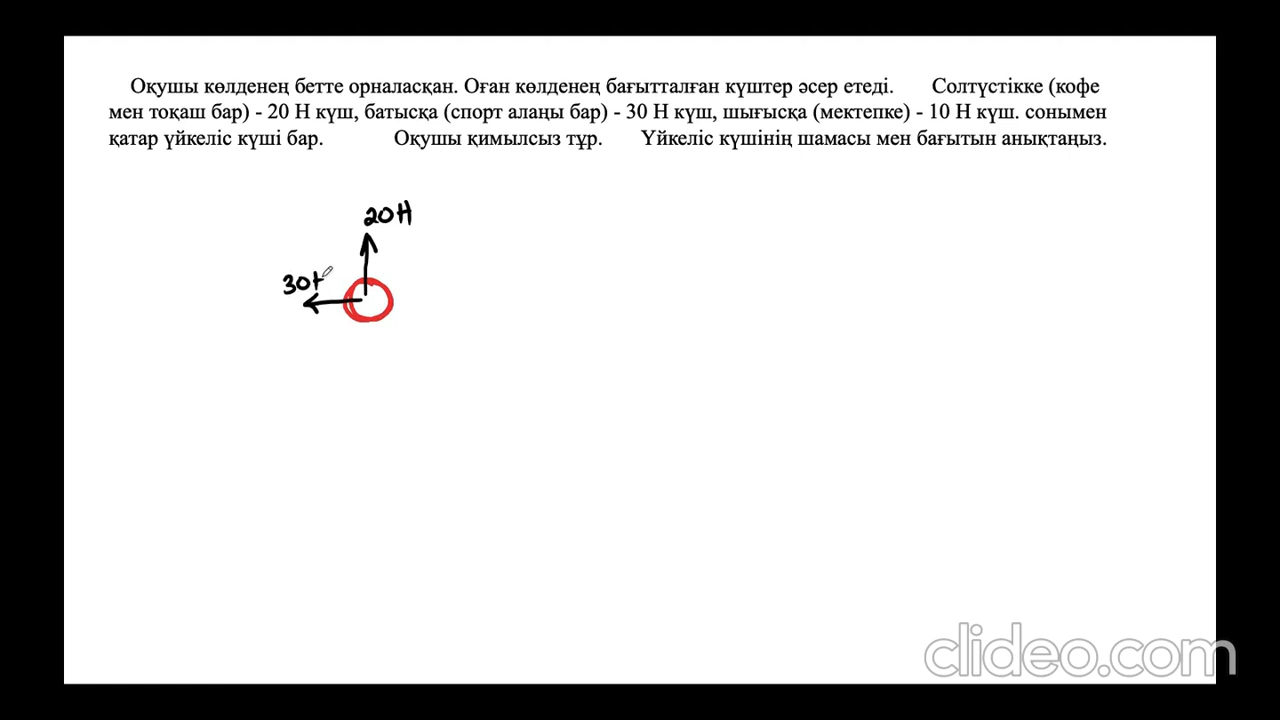 Оқушы көлденең бетте орналасқан. Оған көлденең бағытталған күштер әсер етеді. Солтүстікке (кофе
мен тоқаш бар) - 20 Н күш, батысқа (спорт алаңы бар) - 30 Н күш, шығысқа (мектепке) - 10 Н күш. сонымен
қатар үйкеліс күші бар. Оқушы қимылсыз тұр. Үйкеліс күшінің шамасы мен бағытын анықтаңыз.
20Н
30
clideo.com